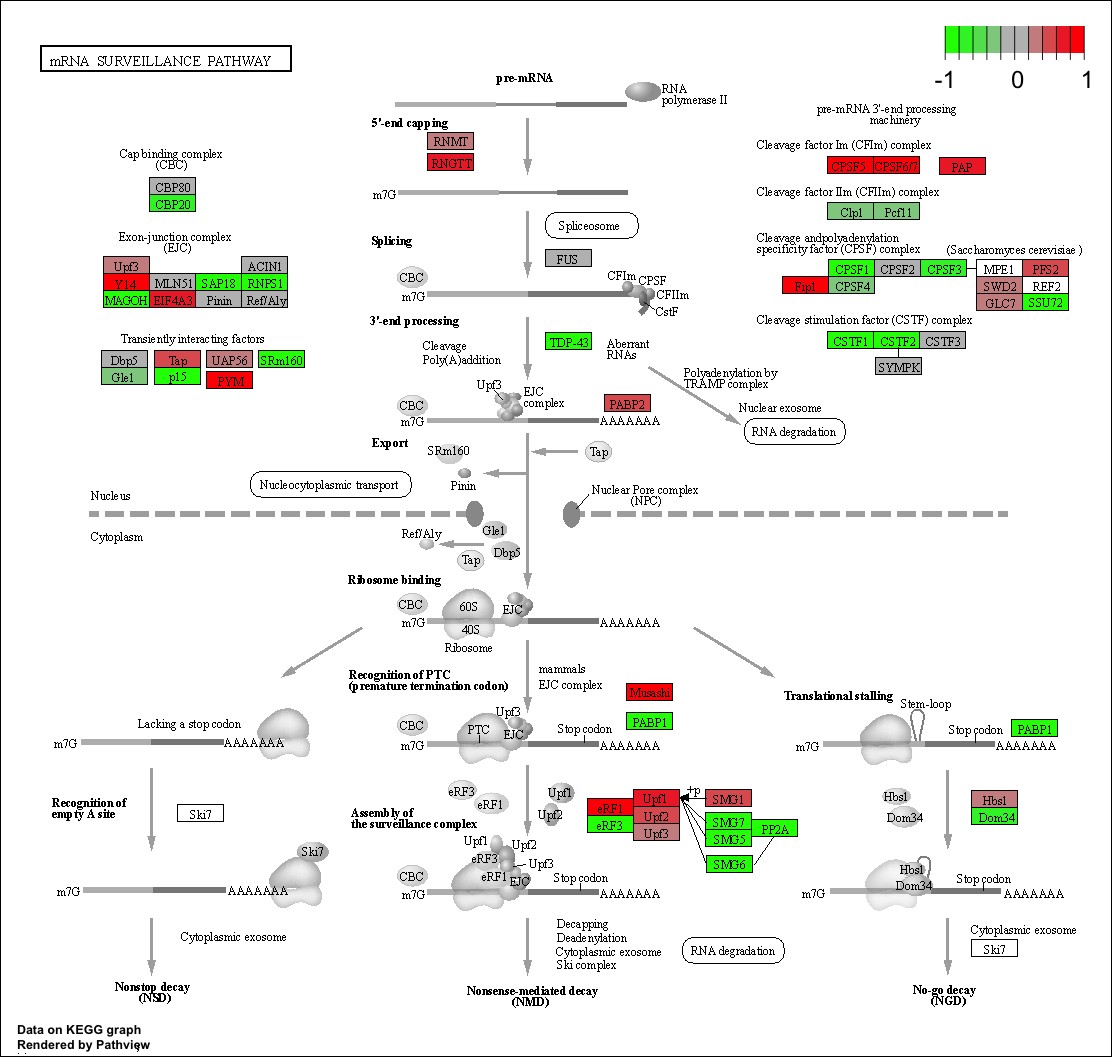 mRNA SURVEILLANCE PATHWAY
-1 0 1
pre-mRNA
RNA
polymerase II
5'-end capping
RNMT
RNGTT
m7G
Cap binding complex
(CBC)
CBP80
CBP20
Exon-junction complex
(EJC)
Upf3 ACIN1
Y14 MLN51 SAP18 RNPS1
MAGOH EIF4A3 Pinin Ref/Aly
Transiently interacting factors
Dbp5 Tap UAP56 SRm160
Gle1 p15 PYM
pre-mRNA 3'-end processing
machinery
Cleavage factor Im (CFIm) complex
CPSF5 CPSF6/7 PAP
Cleavage factor IIm (CFIIm) complex
Clp1 Pcf11
Cleavage andpolyadenylation
specificity factor (CPSF) complex
(Saccharomyces cerevisiae )
CPSF1 CPSF2 CPSF3 MPE1 PFS2
Fip1 CPSF4 SWD2 REF2
GLC7 SSU72
Cleavage stimulation factor (CSTF) complex
CSTF1 CSTF2 CSTF3
SYMPK
Spliceosome
Splicing
FUS
CBC
m7G
CFIm
CPSF
CFIIm
CstF
3'-end processing
Cleavage
Poly(A)addition
TDP-43
Aberrant
RNAs
Polyadenylation by
TRAMP complex
Nuclear exosome
RNA degradation
Upf3
EJC
complex
PABP2
CBC
m7G
AAAAAAA
Export
SRm160
Tap
Pinin
Nucleocytoplasmic transport
Nucleus
Nuclear Pore complex
(NPC)
Cytoplasm
Ref/Aly
Gle1
Dbp5
Tap
Ribosome binding
CBC
60S
EJC
m7G
40S
AAAAAAA
Ribosome
Recognition of PTC
(premature termination codon)
mammals
EJC complex
Musashi
PABP1
Upf3
CBC
PTC
EJC
Stop codon
m7G
AAAAAAA
Lacking a stop codon
m7G
AAAAAAA
Translational stalling
Stem-loop
Stop codon
PABP1
m7G
AAAAAAA
Recognition of
empty A site
Ski7
Ski7
m7G
AAAAAAA
Cytoplasmic exosome
Nonstop decay
(NSD)
eRF3
eRF1
Upf1
Upf2
Assembly of
the surveillance complex
+p
eRF1 Upf1 SMG1
eRF3 Upf2 SMG7 PP2A
Upf3 SMG5
SMG6
Upf1
Upf2
eRF3
Upf3
CBC
eRF1
EJC
Stop codon
m7G
AAAAAAA
Decapping
Deadenylation
Cytoplasmic exosome
Ski complex
RNA degradation
Nonsense-mediated decay
(NMD)
Hbs1
Dom34
Hbs1
Dom34
Hbs1
Dom34
Stop codon
m7G
AAAAAAA
Cytoplasmic exosome
Ski7
No-go decay
(NGD)
Data on KEGG graph
Rendered by Pathview